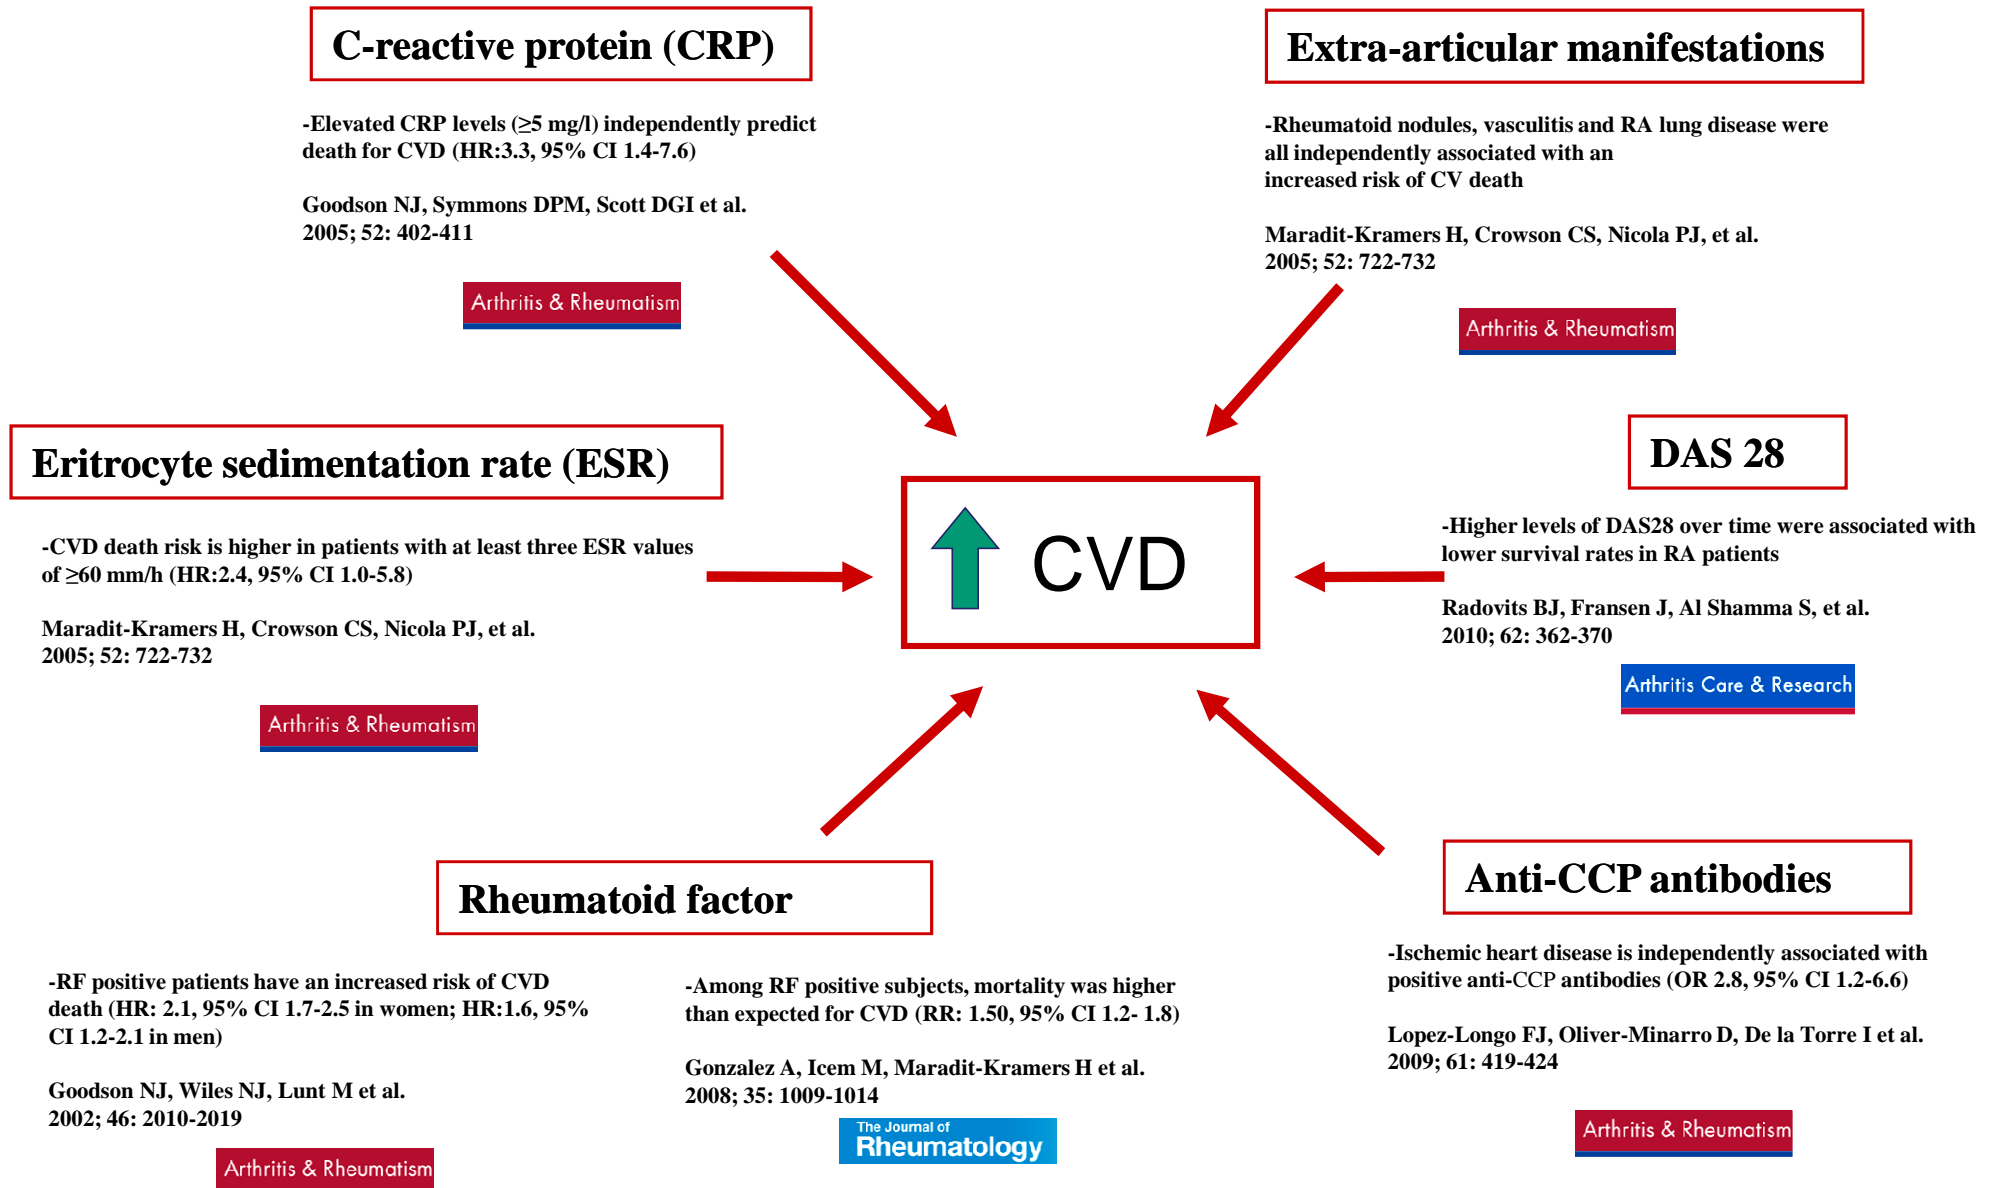 C-reactive protein (CRP)
-Elevated CRP levels (≥5 mg/l) independently predict
death for CVD (HR:3.3, 95% CI 1.4-7.6)
Goodson NJ, Symmons DPM, Scott DGI et al.
2005; 52: 402-411
Arthritis & Rheumatism
Extra-articular manifestations
-Rheumatoid nodules, vasculitis and RA lung disease were
all independently associated with an
increased risk of CV death
Maradit-Kramers H, Crowson CS, Nicola PJ, et al.
2005; 52: 722-732
Arthritis & Rheumatism
Eritrocyte sedimentation rate (ESR)
-CVD death risk is higher in patients with at least three ESR values
of ≥60 mm/h (HR:2.4, 95% CI 1.0-5.8)
Maradit-Kramers H, Crowson CS, Nicola PJ, et al.
2005; 52: 722-732
Arthritis & Rheumatism
CVD
DAS 28
-Higher levels of DAS28 over time were associated with
lower survival rates in RA patients
Radovits BJ, Fransen J, Al Shamma S, et al.
2010; 62: 362-370
Arthritis Care & Research
Rheumatoid factor
-RF positive patients have an increased risk of CVD
death (HR: 2.1, 95% CI 1.7-2.5 in women; HR:1.6, 95%
CI 1.2-2.1 in men)
Goodson NJ, Wiles NJ, Lunt M et al.
2002; 46: 2010-2019
Arthritis & Rheumatism
-Among RF positive subjects, mortality was higher
than expected for CVD (RR: 1.50, 95% CI 1.2- 1.8)
Gonzalez A, Icem M, Maradit-Kramers H et al.
2008; 35: 1009-1014
The Journal of
Rheumatology
Anti-CCP antibodies
-Ischemic heart disease is independently associated with
positive anti-CCP antibodies (OR 2.8, 95% CI 1.2-6.6)
Lopez-Longo FJ, Oliver-Minarro D, De la Torre I et al.
2009; 61: 419-424
Arthritis & Rheumatism